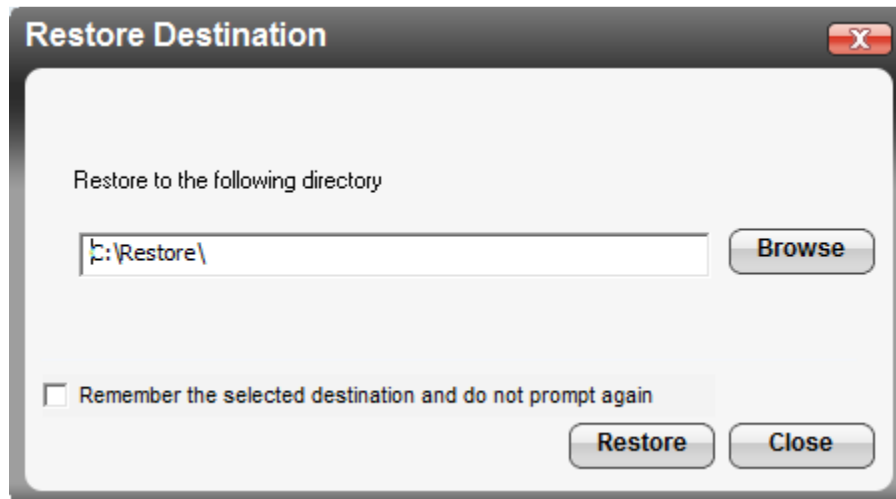 Restore Destination
X
Restore to the following directory
C:\Restore\
Browse
Remember the selected destination and do not prompt again
Restore
Close